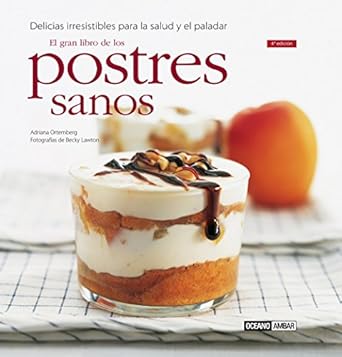 Delicias irresistibles para la salud y el paladar
El gran libro de los
4ª edición
postres
sanos
Adriana Ortemberg
Fotografías de Becky Lawton
OCEANO AMBAR